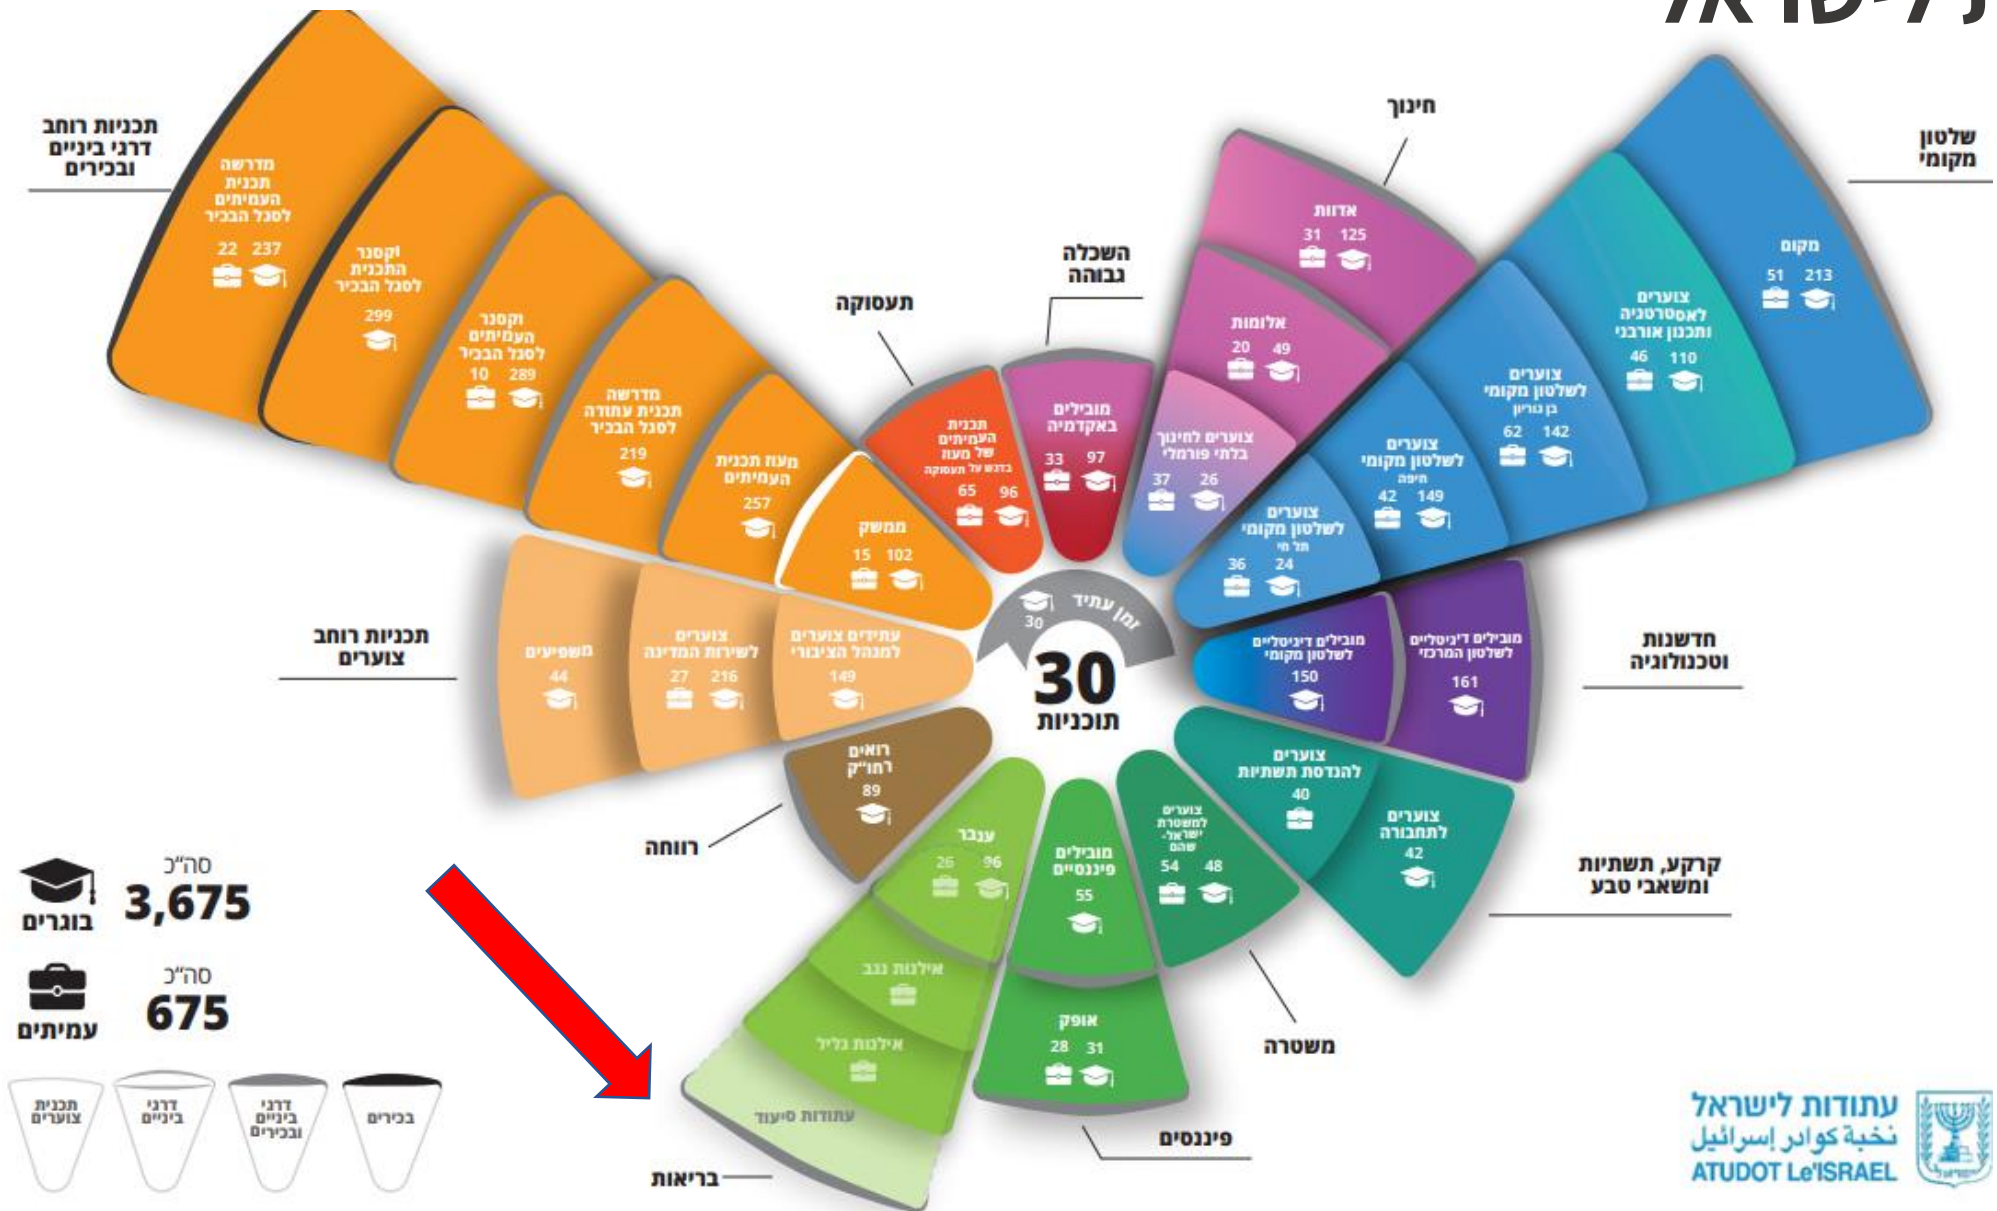 ת לישראל
תכניות רוחב
דרגי ביניים
ובכירים
מדרשה
תכנית
העמיתים
לסגל הבכיר
22 237
וקסנר
התכנית
לסגל הבכיר
299
וקסנר
העמיתים
לסגל הבכיר
10 289
מדרשה
תכנית עתודה
לסגל הבכיר
219
מעוז תכנית
העמיתים
257
ממשק
15 102
תעסוקה
תכנית
העמיתים
של מעוז
בדגש על תעסוקה
65 96
השכלה
גבוהה
מובילים
באקדמיה
33 97
חינוך
אדוות
31 125
אלומות
20 49
צוערים לחינוך
בלתי פורמלי
37 26
שלטון
מקומי
מקום
51 213
צוערים
לאסטרטגיה
ותכנון אורבני
46 110
צוערים
לשלטון מקומי
בן גוריון
62 142
צוערים
לשלטון מקומי
חיפה
42 149
צוערים
לשלטון מקומי
תל חי
36 24
חדשנות
וטכנולוגיה
מובילים דיגיטליים
לשלטון המרכזי
161
מובילים דיגיטליים
לשלטון מקומי
150
קרקע, תשתיות
ומשאבי טבע
צוערים
להנדסת תשתיות
40
צוערים
לתחבורה
42
משטרה
צוערים
למשטרת
ישראל-
שהם
54 48
פיננסים
מובילים
פיננסיים
55
אופק
28 31
בריאות
ענבר
26 96
אילנות נגב
אילנות גליל
עתודות סיעוד
רווחה
רואים
רחו"ק
89
תכניות רוחב
צוערים
עתידים צוערים
למנהל הציבורי
149
צוערים
לשירות המדינה
27 216
משפיעים
44
זמן עתיד
30
30
תוכניות
סה"כ
3,675
בוגרים
סה"כ
675
עמיתים
בכירים
דרגי
ביניים
ובכירים
דרגי
ביניים
תכנית
צוערים
עתודות לישראל
نخبة كوادر إسرائيل
ATUDOT Le'ISRAEL